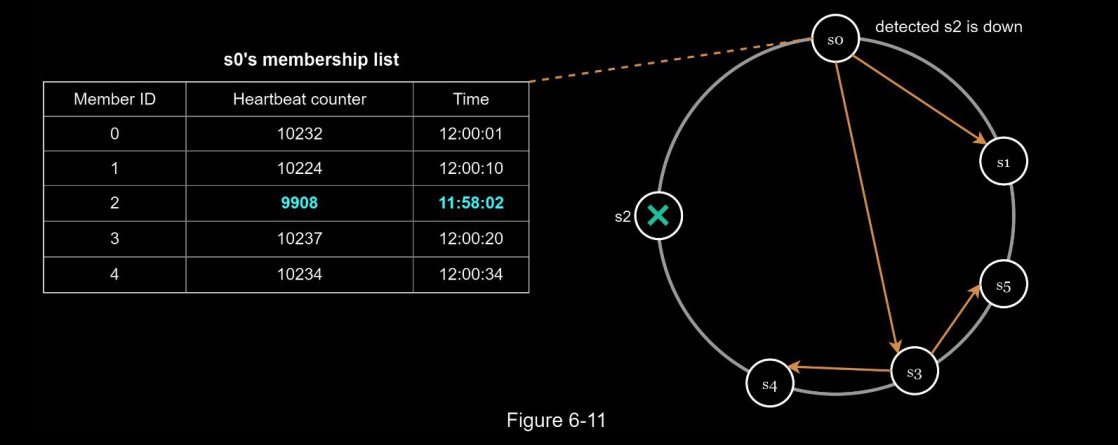 detected s2 is down
s0's membership list
Member ID Heartbeat counter Time
0 10232 12:00:01
1 10224 12:00:10
2 9908 11:58:02
3 10237 12:00:20
4 10234 12:00:34
s0
s1
s2
s5
s3
s4
Figure 6-11